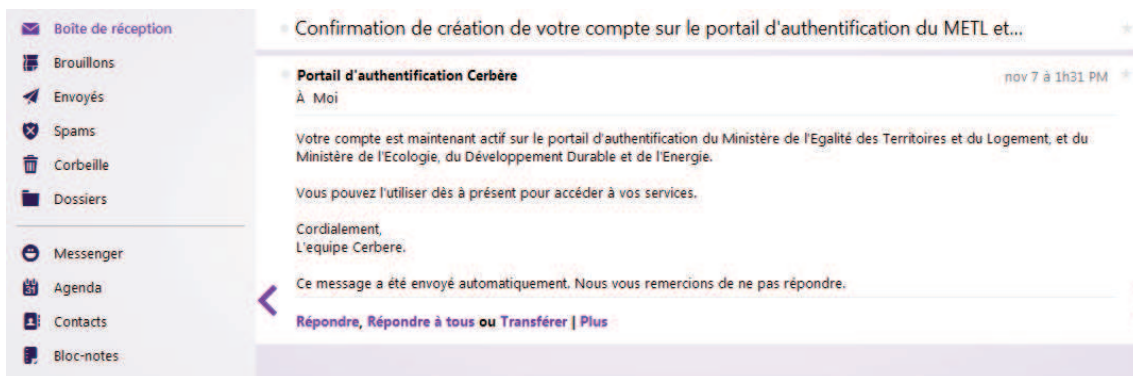 Boîte de réception
Brouillons
Envoyés
Spams
Corbeille
Dossiers
Messenger
31
Agenda
Contacts
Bloc-notes
Confirmation de création de votre compte sur le portail d'authentification du METL et...
Portail d'authentification Cerbère
nov 7 à 1h31 PM
À Moi
Votre compte est maintenant actif sur le portail d'authentification du Ministère de l'Egalité des Territoires et du Logement, et du
Ministère de l'Ecologie, du Développement Durable et de l'Energie.
Vous pouvez l'utiliser dès à présent pour accéder à vos services.
Cordialement,
L'equipe Cerbere.
Ce message a été envoyé automatiquement. Nous vous remercions de ne pas répondre.
Répondre, Répondre à tous ou Transférer | Plus